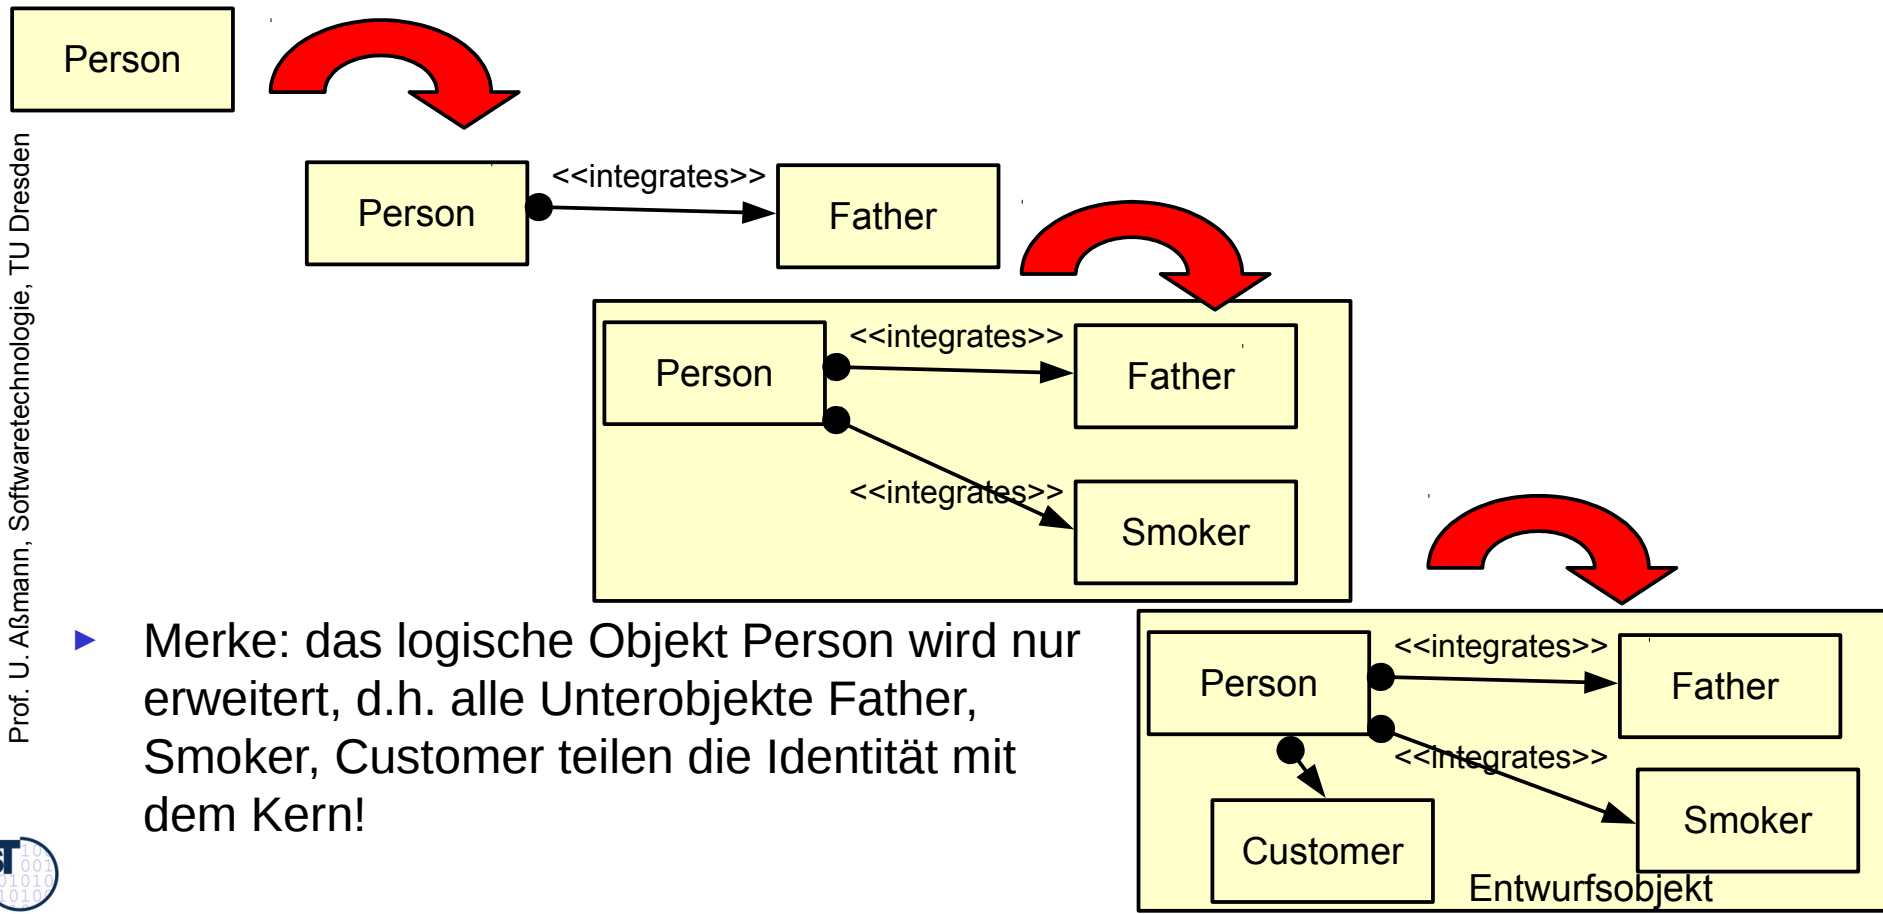 Person
Person
<<integrates>>
Father
Person
<<integrates>>
Father
<<integrates>>
Smoker
Merke: das logische Objekt Person wird nur
erweitert, d.h. alle Unterobjekte Father,
Smoker, Customer teilen die Identität mit
dem Kern!
Person
<<integrates>>
Father
<<integrates>>
Smoker
Customer
Entwurfsobjekt
Prof. U. Aßmann, Softwaretechnologie, TU Dresden